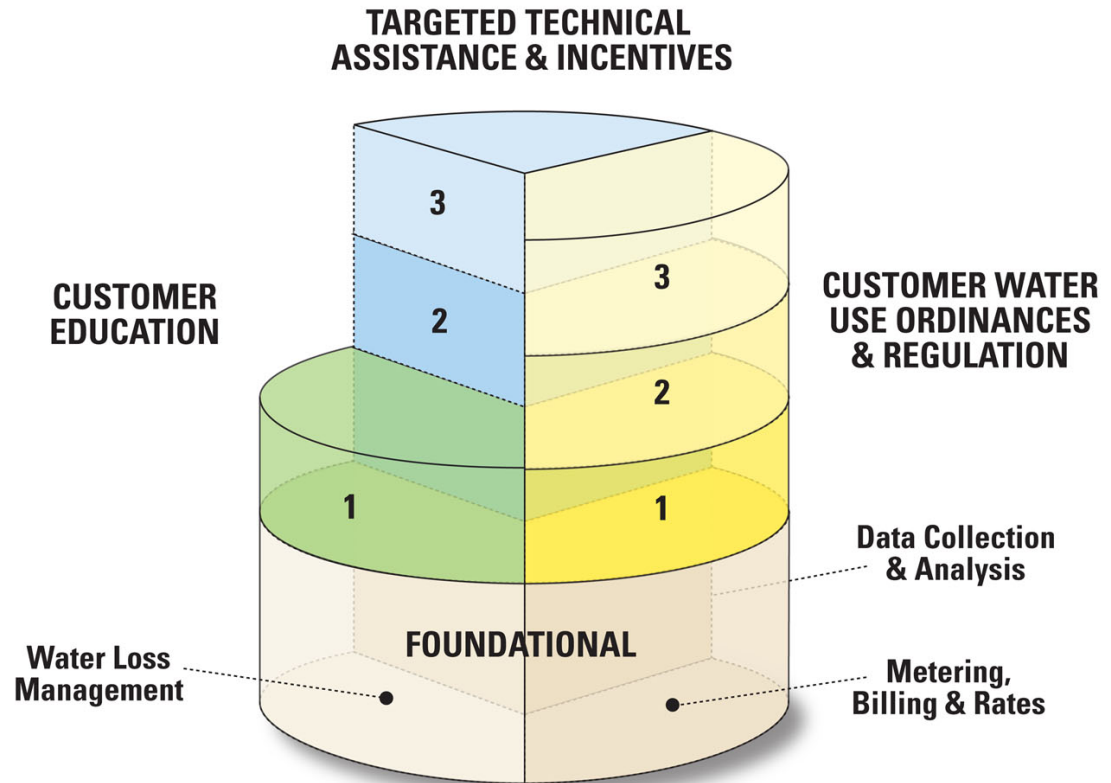 TARGETED TECHNICAL
ASSISTANCE & INCENTIVES
3
CUSTOMER
EDUCATION
2
3
CUSTOMER WATER
USE ORDINANCES
& REGULATION
2
1
1
Data Collection
& Analysis
FOUNDATIONAL
Water Loss
Management
Metering,
Billing & Rates